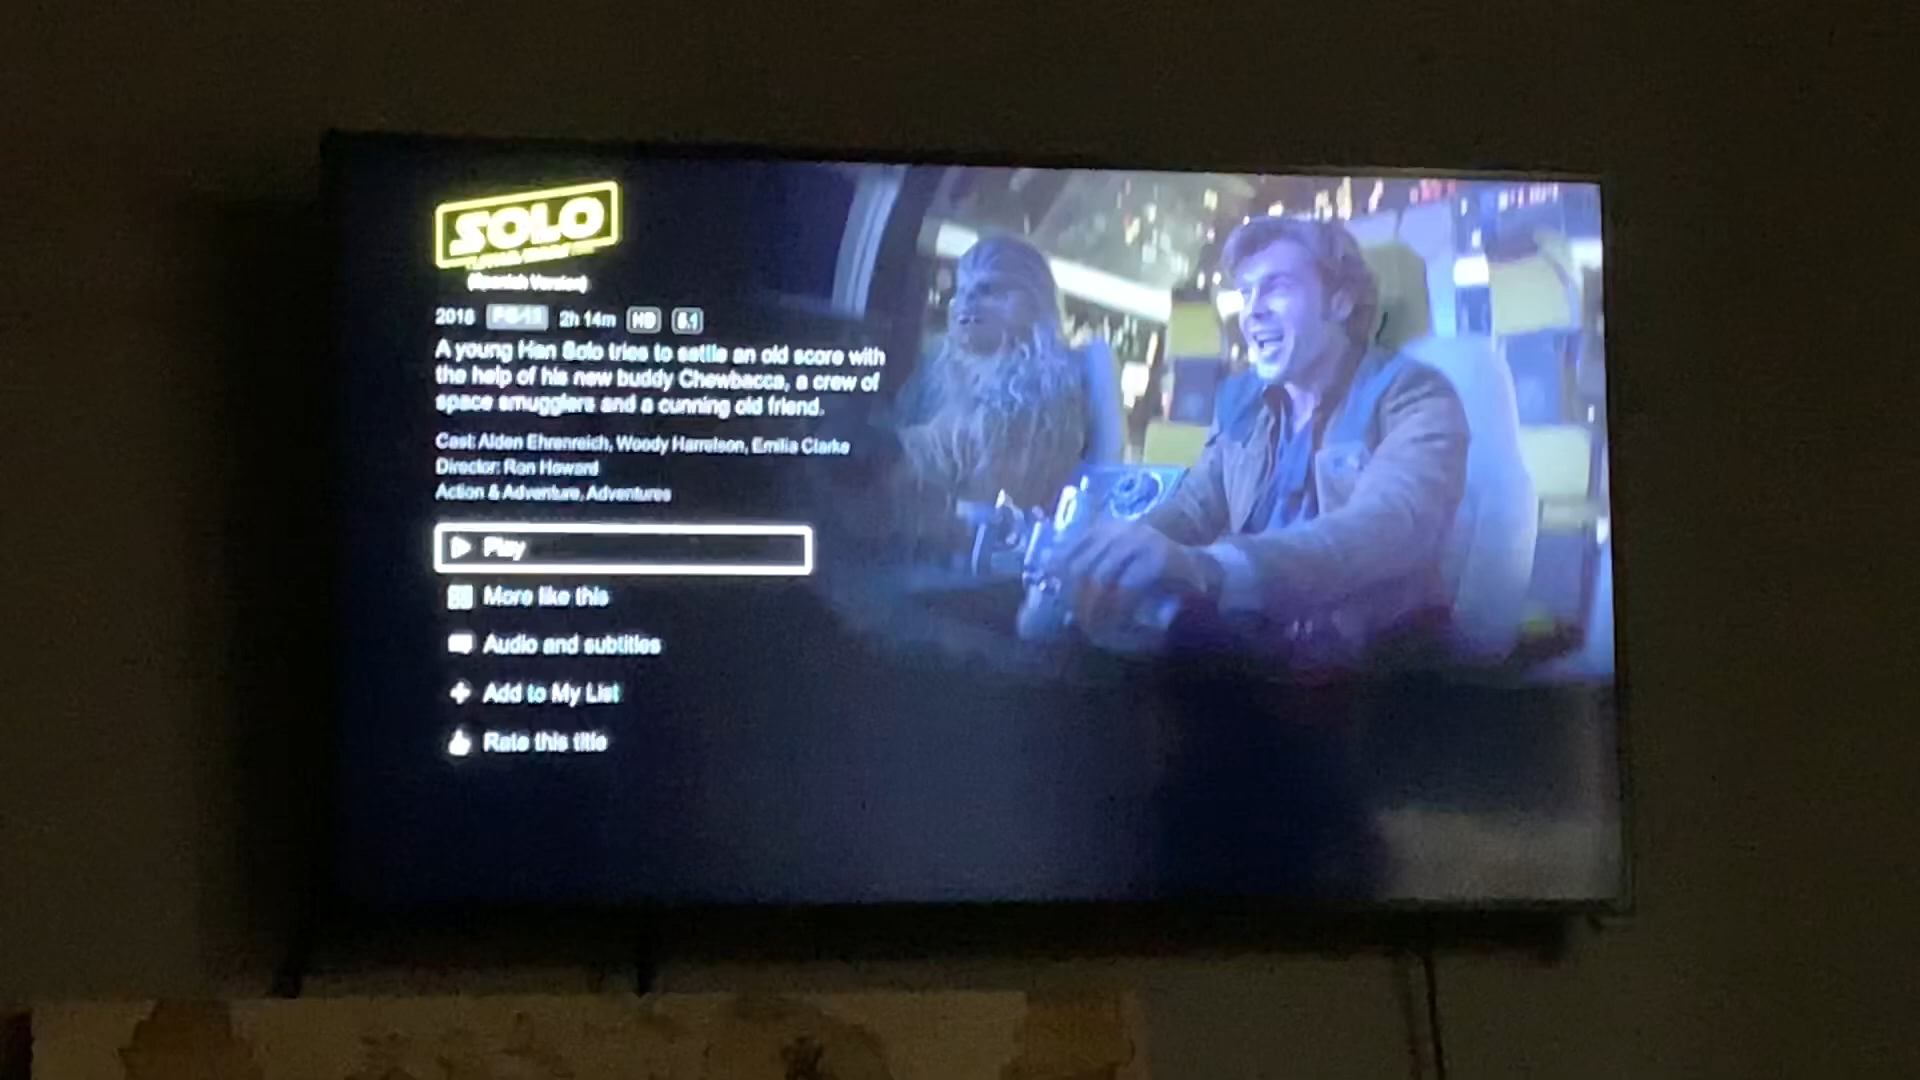 SOLO
(Spanish Version)
2018 PG-13 2h 14m HD 5.1
A young Han Solo tries to settle an old score with
the help of his new buddy Chewbacca, a crew of
space smugglers and a cunning old friend.
Cast: Alden Ehrenreich, Woody Harrelson, Emilia Clarke
Director: Ron Howard
Action & Adventure, Adventures
Play
More like this
Audio and subtitles
Add to My List
Rate this title